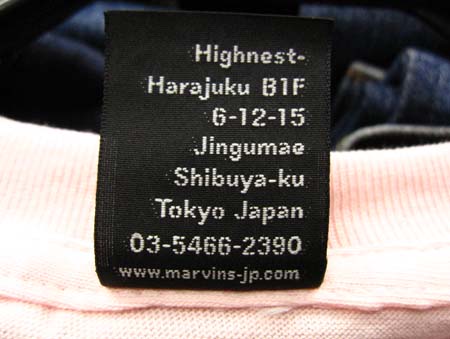 Highnest-
Harajuku B1F
6-12-15
Jingumae
Shibuya-ku
Tokyo Japan
03-5466-2390
www.marvins-jp.com